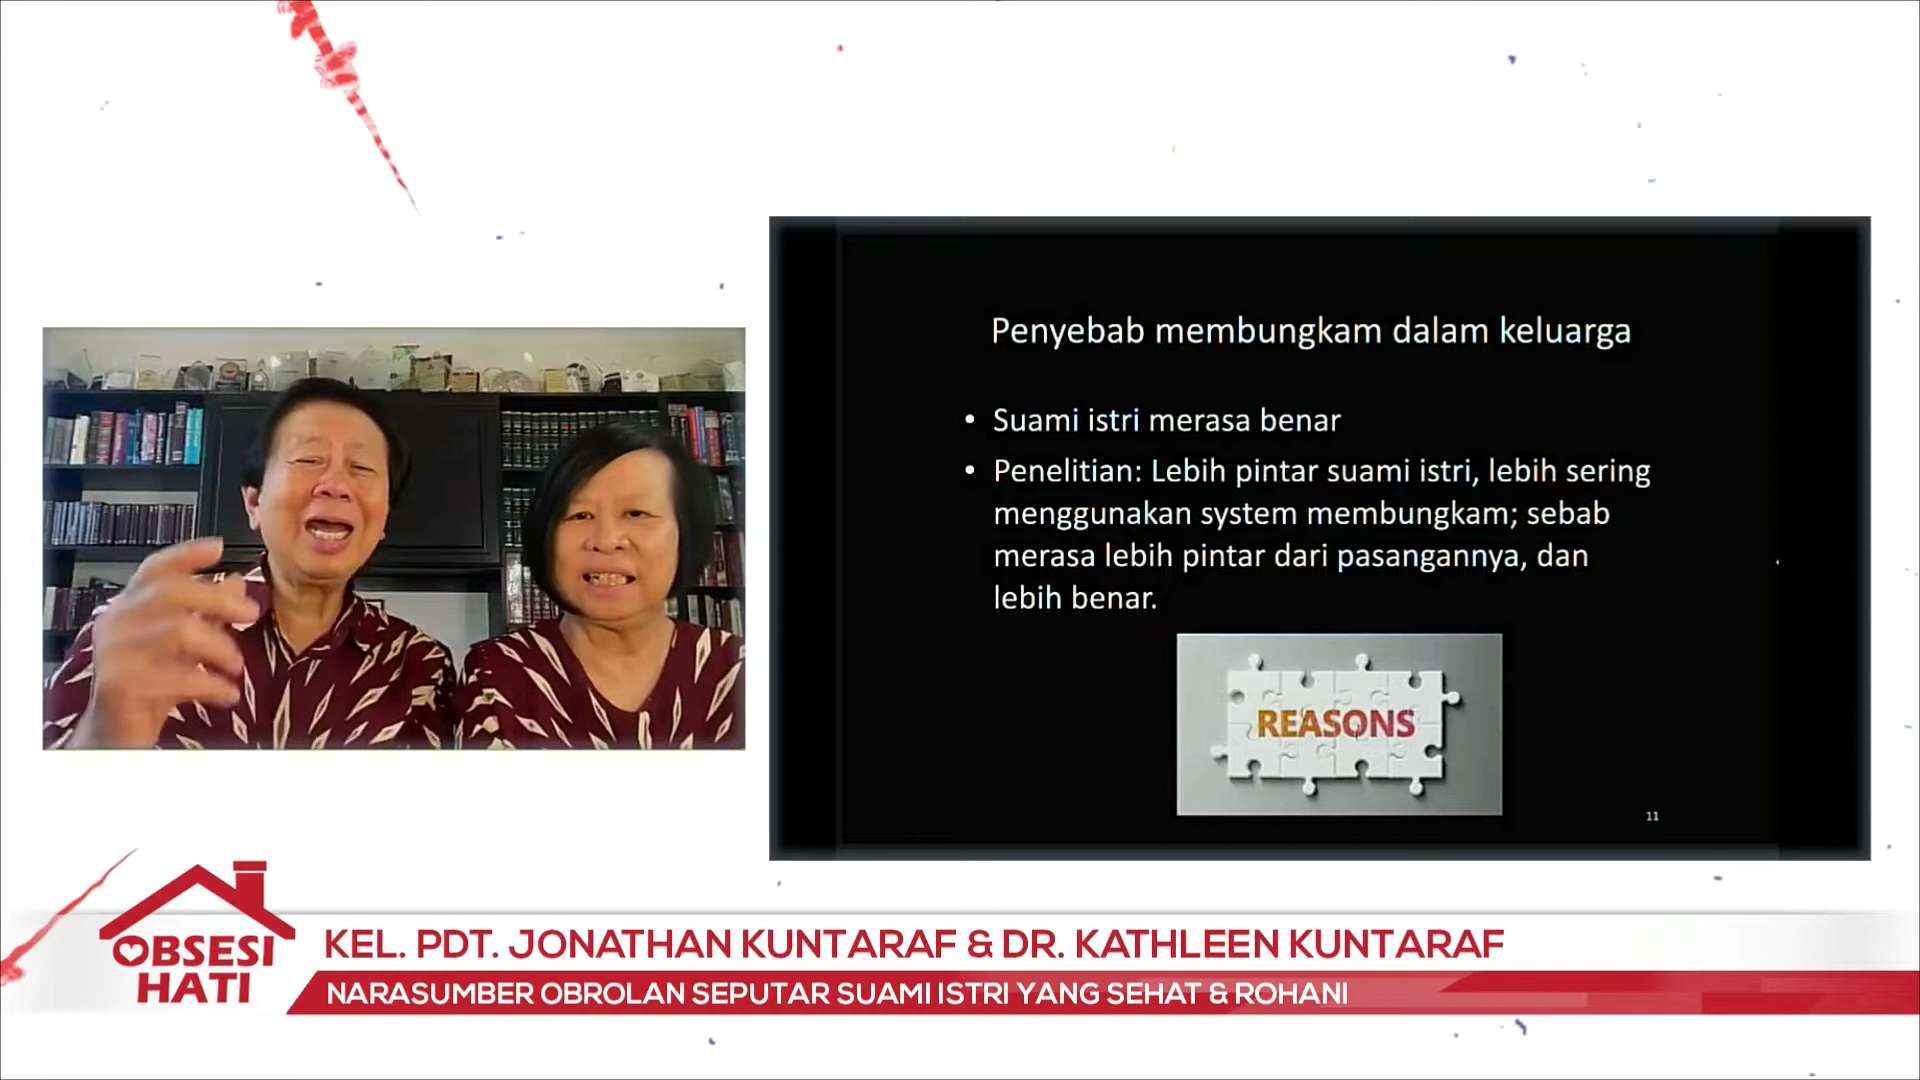 Penyebab membungkam dalam keluarga
• Suami istri merasa benar
• Penelitian: Lebih pintar suami istri, lebih sering
menggunakan system membungkam; sebab
merasa lebih pintar dari pasangannya, dan
lebih benar.
REASONS
11
OBSESI
HATI
KEL. PDT. JONATHAN KUNTARAF & DR. KATHLEEN KUNTARAF
NARASUMBER OBROLAN SEPUTAR SUAMI ISTRI YANG SEHAT & ROHANI